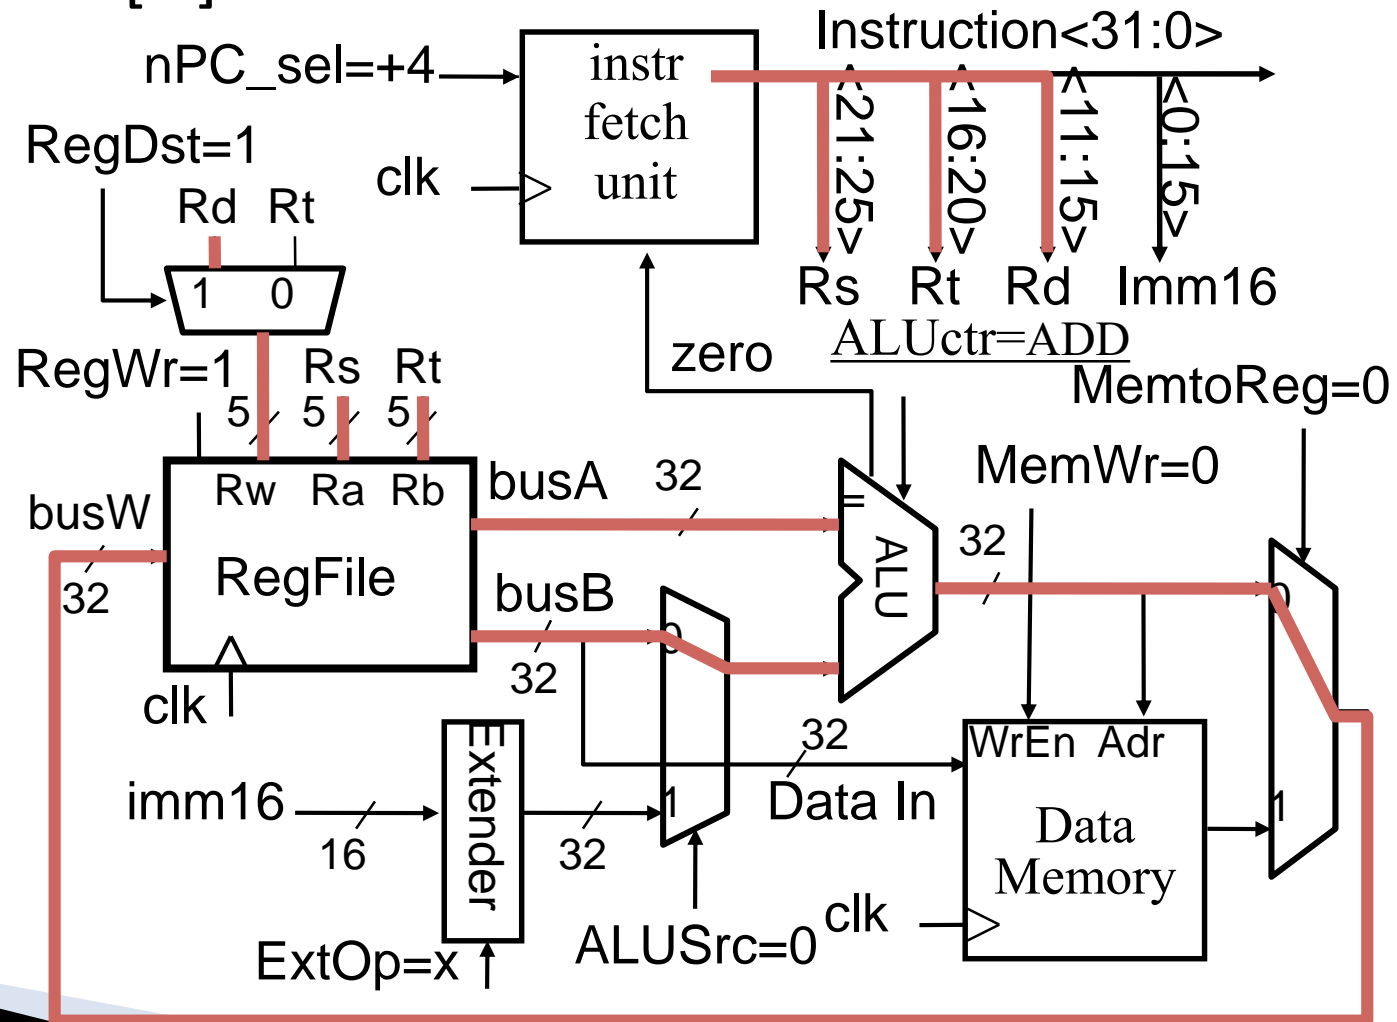 Instruction<31:0>
nPC_sel=+4
instr
fetch
unit
RegDst=1
clk
<21:25>
<16:20>
<11:15>
<0:15>
Rd Rt
1 0
Rs Rt Rd Imm16
ALUctr=ADD
zero
RegWr=1
Rs Rt
MemtoReg=0
5 5 5
MemWr=0
Rw Ra Rb
busA
32
busW
=
ALU
32
32
RegFile
busB
0
0
32
clk
Extender
32
WrEn Adr
imm16
1
Data In
1
Data
Memory
16
32
clk
ALUSrc=0
ExtOp=x